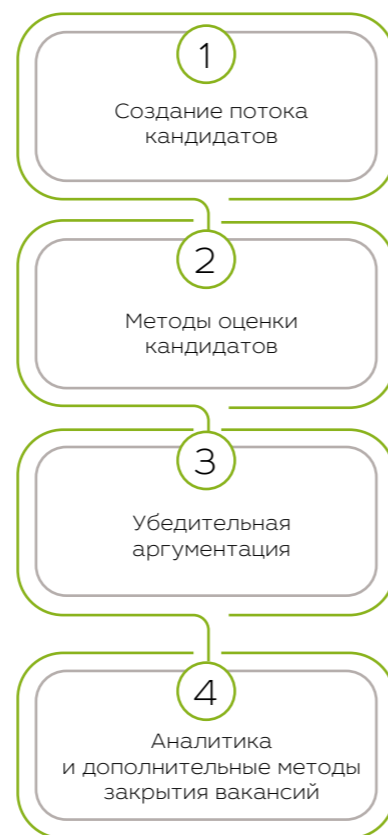 1
Создание потока
кандидатов
2
Методы оценки
кандидатов
3
Убедительная
аргументация
4
Аналитика
и дополнительные методы
закрытия вакансий